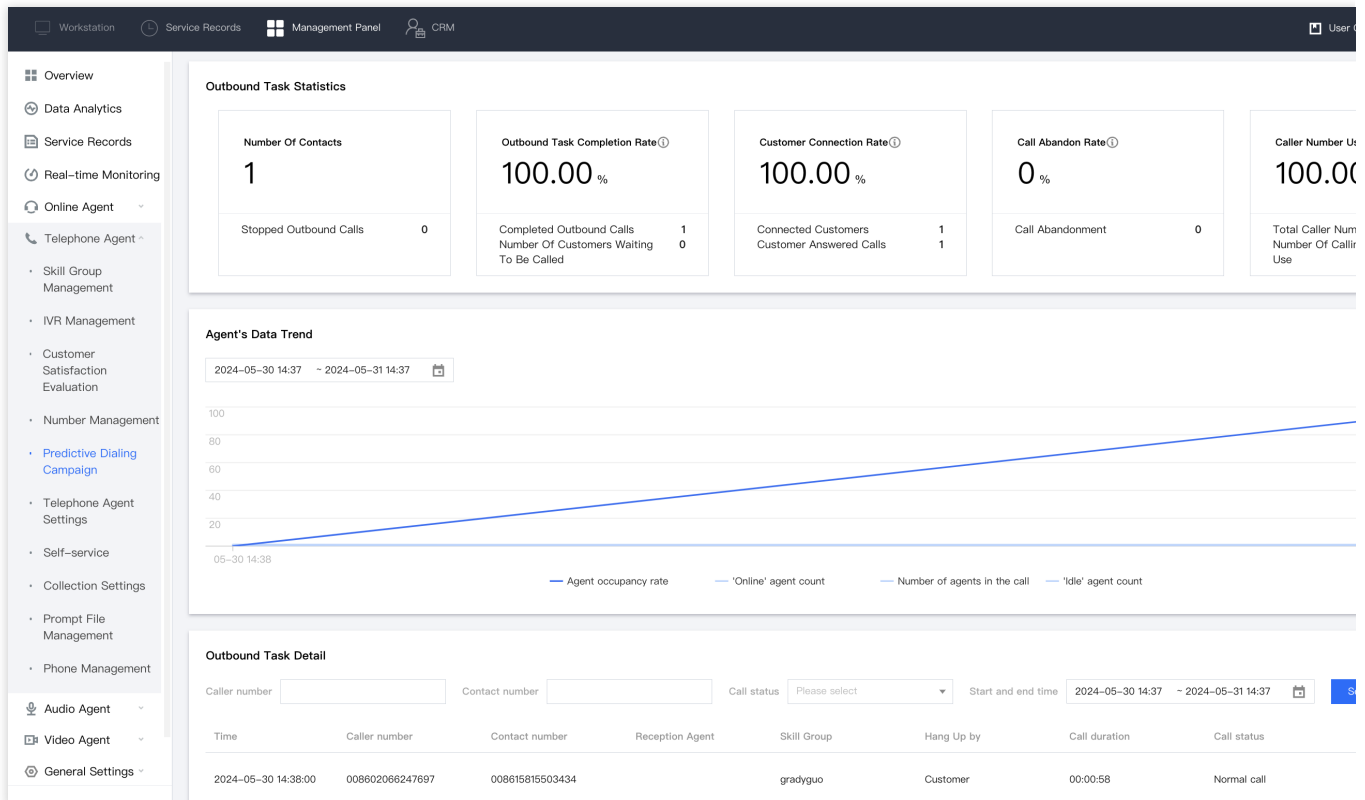 Workstation Service Records Management Panel CRM User
Overview
Data Analytics
Service Records
Real-time Monitoring
Online Agent
Telephone Agent
Skill Group
Management
IVR Management
Customer
Satisfaction
Evaluation
Number Management
Predictive Dialing
Campaign
Telephone Agent
Settings
Self-service
Collection Settings
Prompt File
Management
Phone Management
Audio Agent
Video Agent
General Settings
Outbound Task Statistics
Number Of Contacts
1
Stopped Outbound Calls 0
Outbound Task Completion Rate
100.00 %
Completed Outbound Calls 1
Number Of Customers Waiting 0
To Be Called
Customer Connection Rate
100.00 %
Connected Customers 1
Customer Answered Calls 1
Call Abandon Rate
0 %
Call Abandonment 0
Caller Number Us
100.00
Total Caller Num
Number Of Callin
Use
Agent's Data Trend
2024-05-30 14:37 ~ 2024-05-31 14:37
100
80
60
40
20
05-30 14:38
Agent occupancy rate 'Online' agent count Number of agents in the call 'Idle' agent count
Outbound Task Detail
Caller number Contact number Call status Please select Start and end time 2024-05-30 14:37 ~ 2024-05-31 14:37 Se
Time Caller number Contact number Reception Agent Skill Group Hang Up by Call duration Call status
2024-05-30 14:38:00 008602066247697 008615815503434 gradyguo Customer 00:00:58 Normal call